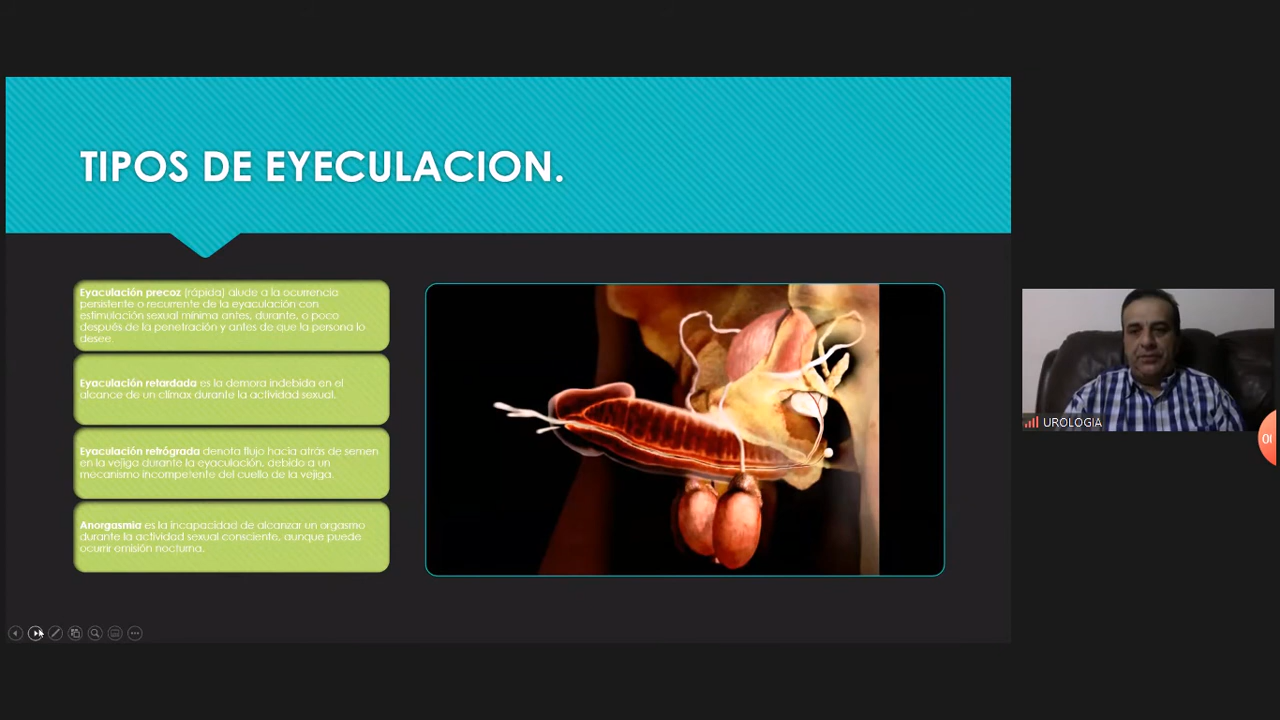 TIPOS DE EYECULACION.
Eyaculación precoz (rápida) alude a la ocurrencia
persistente o recurrente de la eyaculación con
estimulación sexual mínima antes, durante, o poco
después de la penetración y antes de que la persona lo
desee.
Eyaculación retardada es la demora indebida en el
alcance de un clímax durante la actividad sexual.
Eyaculación retrógrada denota flujo hacia atrás de semen
en la vejiga durante la eyaculación, debido a un
mecanismo incompetente del cuello de la vejiga.
Anorgasmia es la incapacidad de alcanzar un orgasmo
durante la actividad sexual consciente, aunque puede
ocurrir emisión nocturna.
UROLOGIA